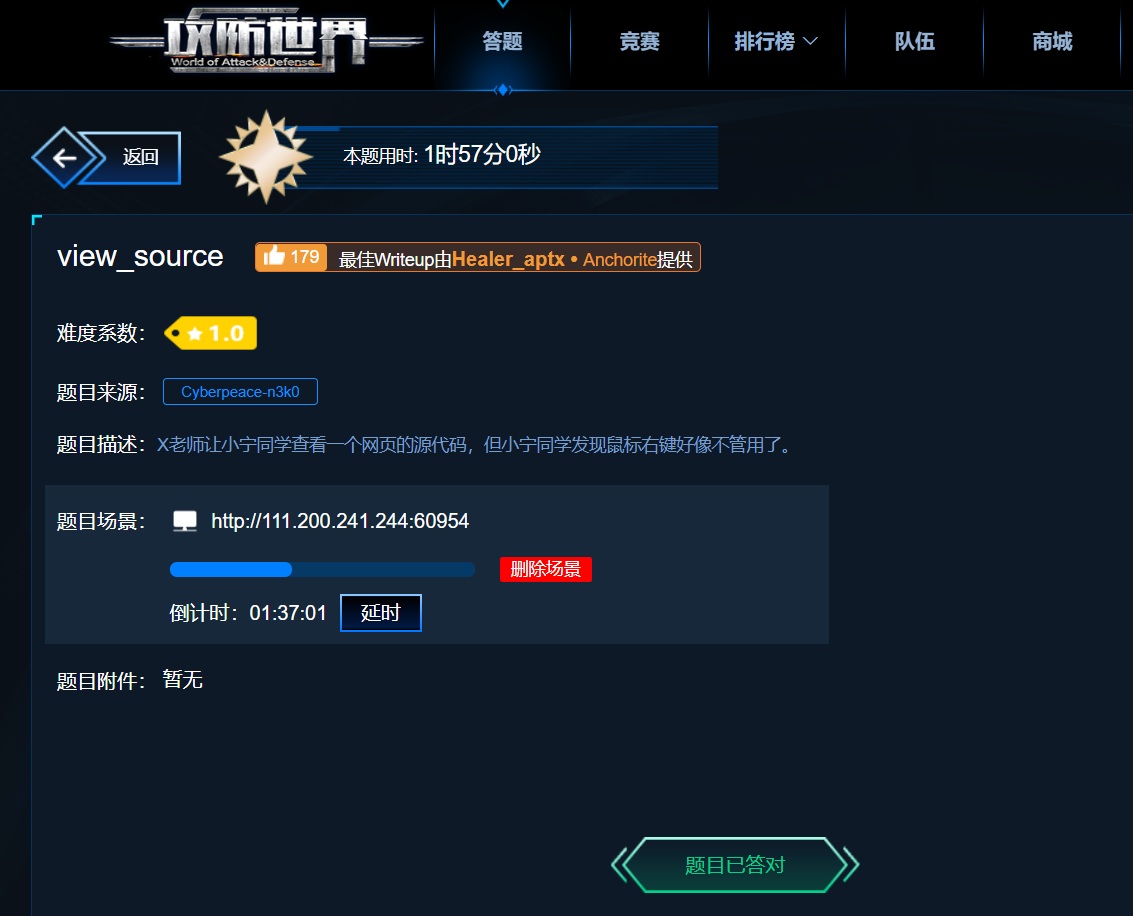 攻防世界
World of Attack&Defense
答题
竞赛
排行榜
队伍
商城
返回
本题用时: 1时57分0秒
view_source
179
最佳Writeup由Healer_aptx • Anchorite提供
难度系数：
1.0
题目来源：
Cyberpeace-n3k0
题目描述：X老师让小宁同学查看一个网页的源代码，但小宁同学发现鼠标右键好像不管用了。
题目场景：
http://111.200.241.244:60954
删除场景
倒计时：01:37:01
延时
题目附件：暂无
题目已答对